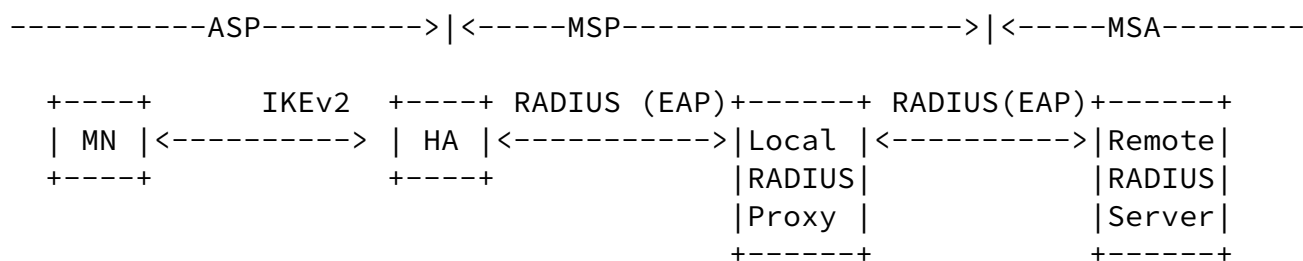 -----------ASP--------->|<-----MSP------------------->|<-----MSA--------
+----+      IKEv2  +----+ RADIUS (EAP)+------+ RADIUS(EAP)+------+
| MN |<----------> | HA |<----------->|Local |<---------->|Remote|
+----+             +----+             |RADIUS|            |RADIUS|
                                      |Proxy |            |Server|
                                      +------+            +------+